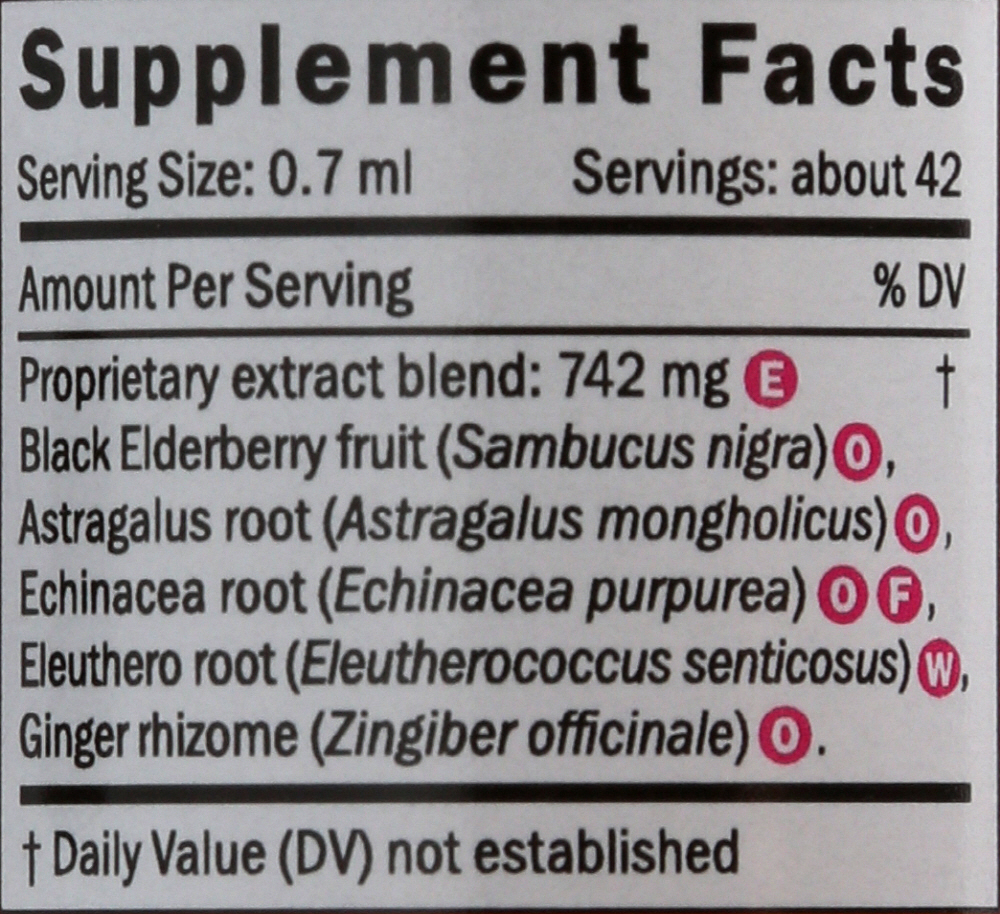 Supplement Facts
Serving Size: 0.7 ml Servings: about 42
Amount Per Serving % DV
Proprietary extract blend: 742 mg E †
Black Elderberry fruit (Sambucus nigra) O,
Astragalus root (Astragalus mongholicus) O,
Echinacea root (Echinacea purpurea) O F,
Eleuthero root (Eleutherococcus senticosus) W,
Ginger rhizome (Zingiber officinale) O.
† Daily Value (DV) not established